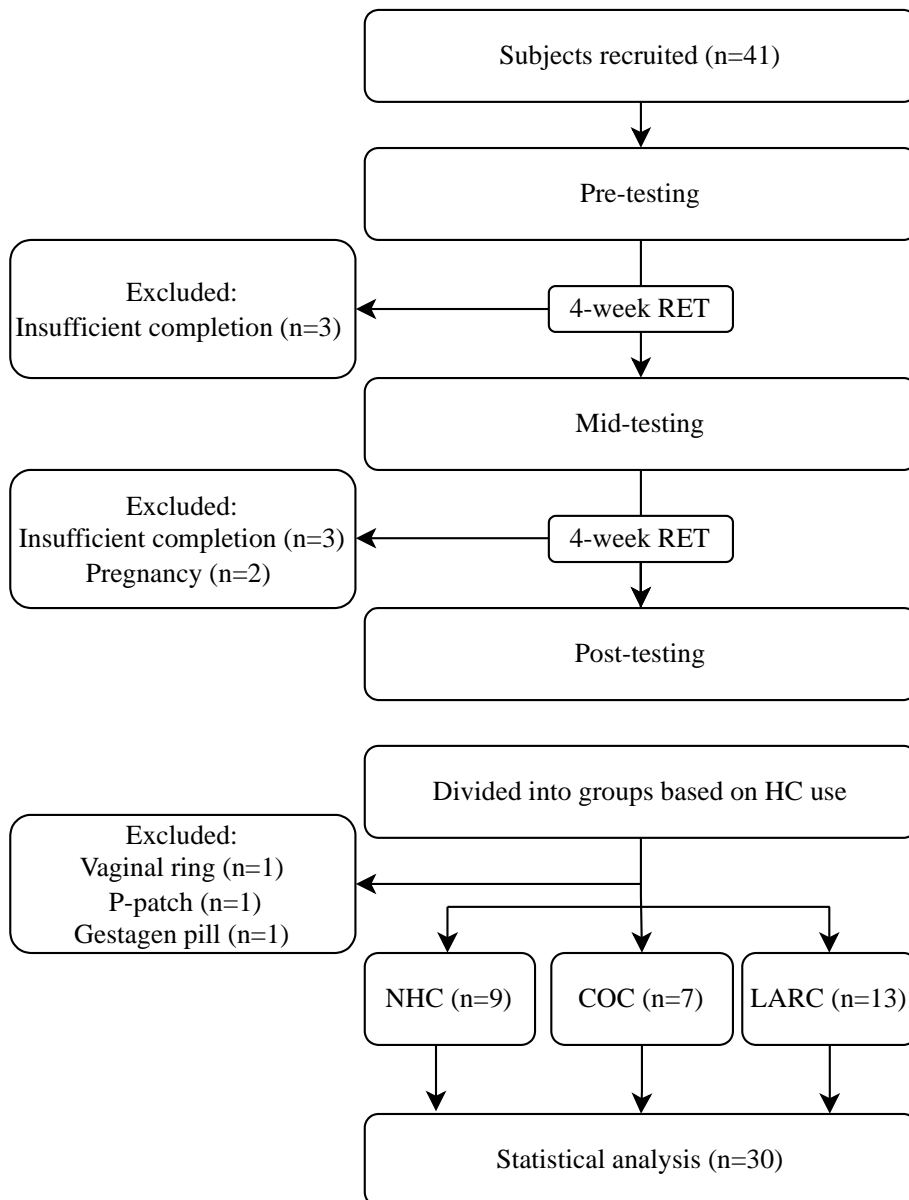 Subjects recruited (n=41)
Pre-testing
Excluded:
Insufficient completion (n=3)
4-week RET
Mid-testing
Excluded:
Insufficient completion (n=3)
Pregnancy (n=2)
4-week RET
Post-testing
Divided into groups based on HC use
Excluded:
Vaginal ring (n=1)
P-patch (n=1)
Gestagen pill (n=1)
NHC (n=9)
COC (n=7)
LARC (n=13)
Statistical analysis (n=30)